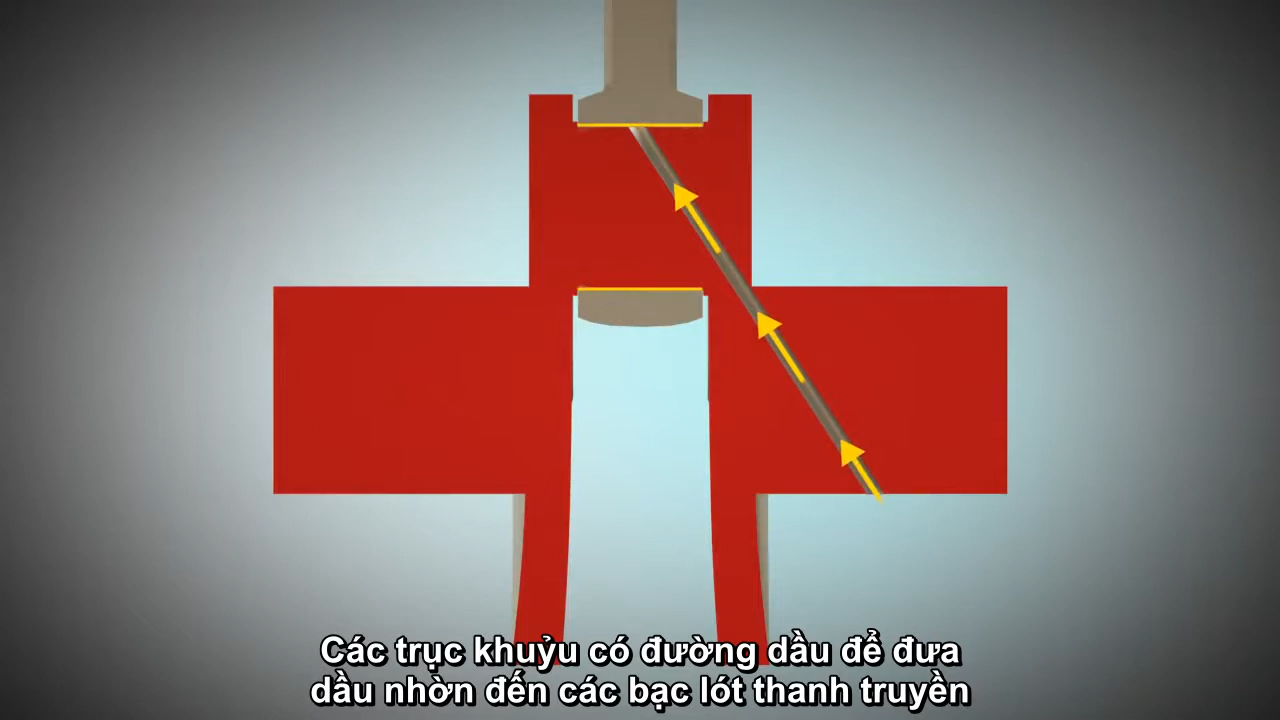 Các trục khuỷu có đường dầu để đưa
dầu nhờn đến các bạc lót thanh truyền